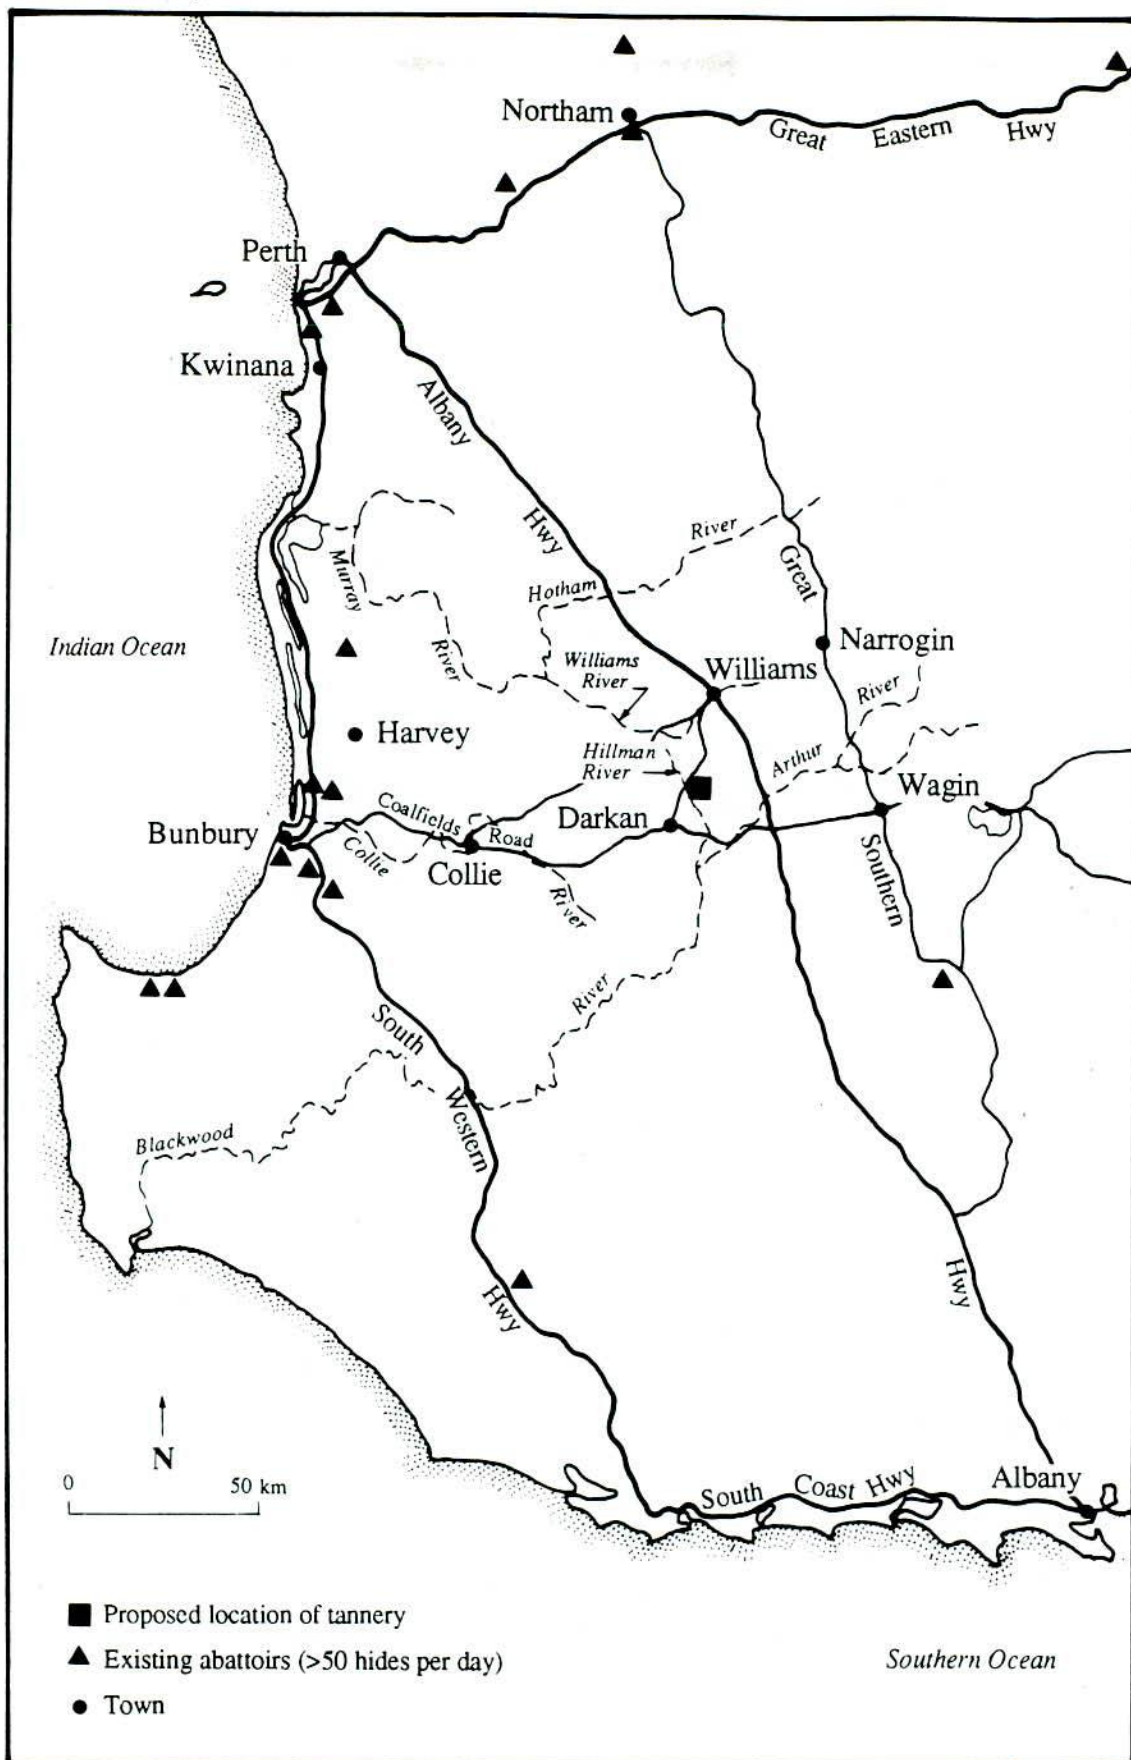 Northam
Great Eastern Hwy
Perth
Kwinana
Albany
Hwy
River
Great
Hotham
Murray
River
Indian Ocean
Narrogin
Williams
River
Williams
River
Harvey
Hillman
River
Arthur
Wagin
Coalfields
Road
Darkan
Bunbury
Collie
Collie
River
Southern
River
South
Western
Blackwood
Hwy
Hwy
N
0 50 km
South Coast Hwy
Albany
Proposed location of tannery
Existing abattoirs (>50 hides per day)
Southern Ocean
Town